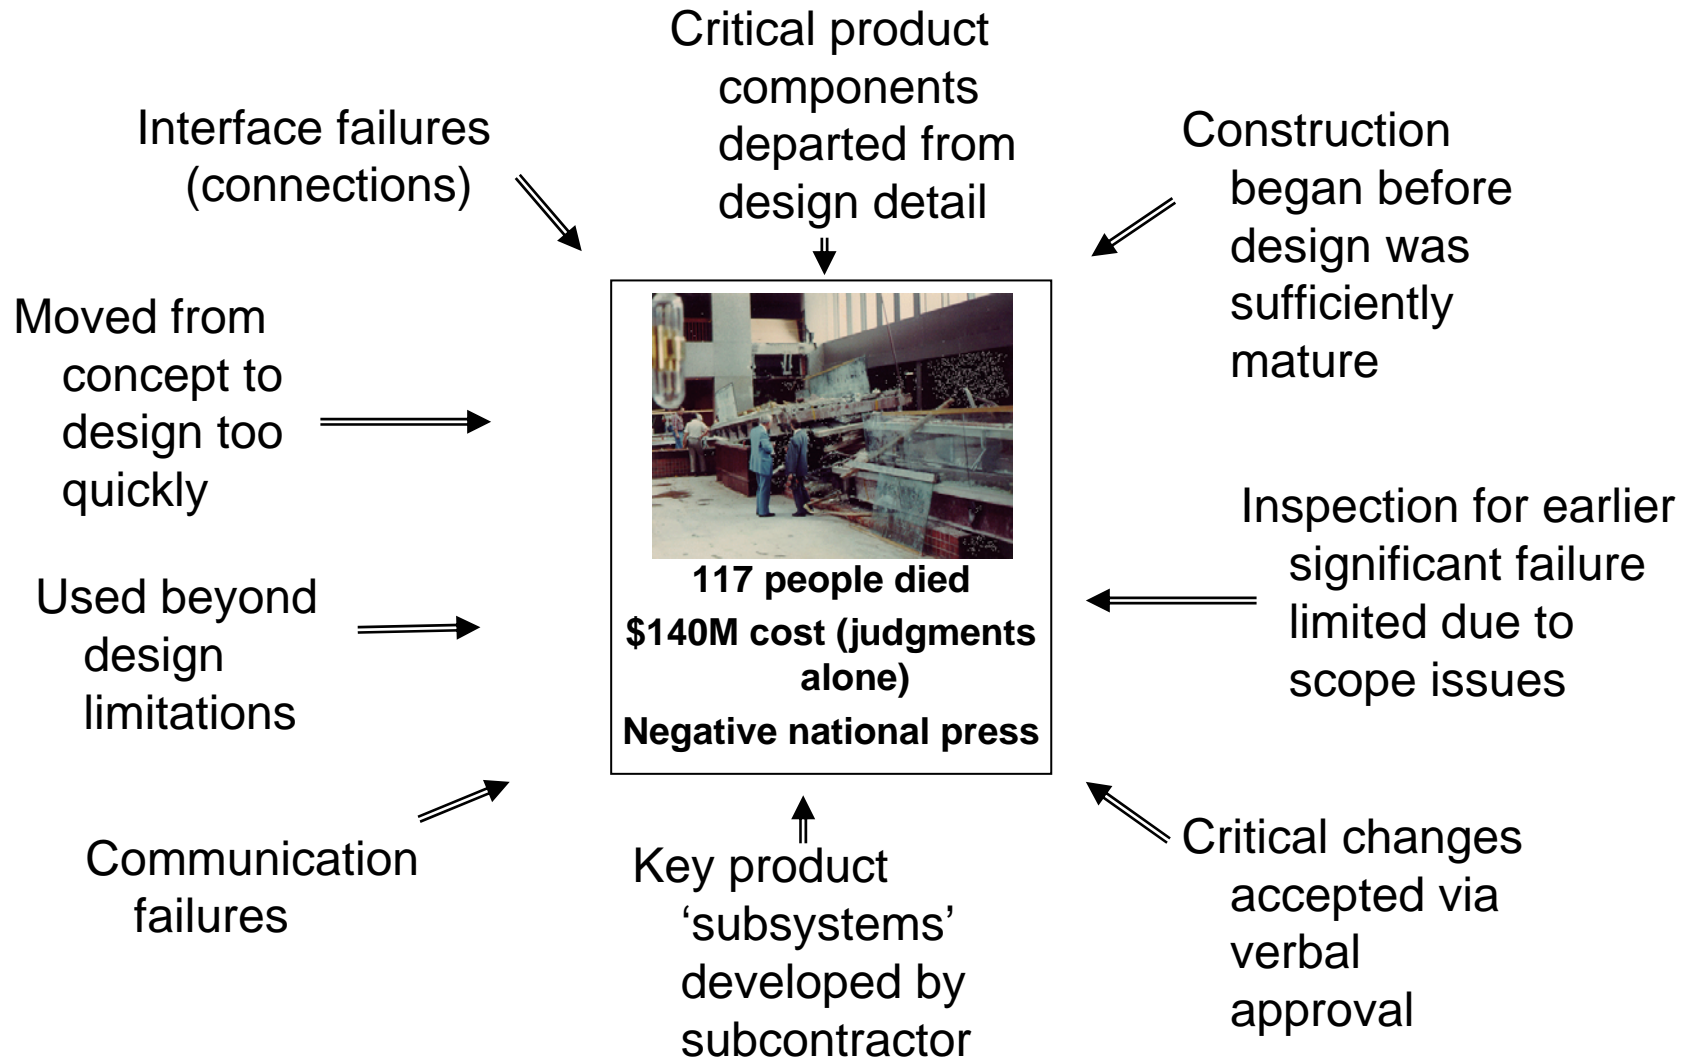 Critical product
components
departed from
design detail
Interface failures
(connections)
Construction
began before
design was
sufficiently
mature
Moved from
concept to
design too
quickly
117 people died
$140M cost (judgments
alone)
Negative national press
Inspection for earlier
significant failure
limited due to
scope issues
Used beyond
design
limitations
Communication
failures
Key product
‘subsystems’
developed by
subcontractor
Critical changes
accepted via
verbal
approval